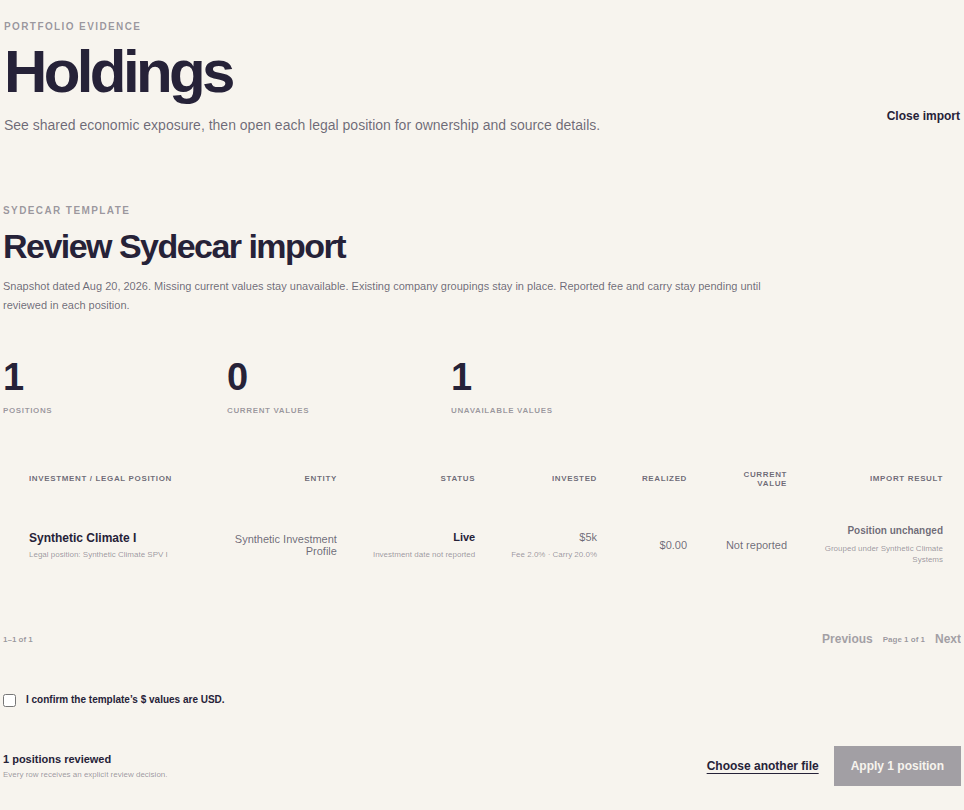 PORTFOLIO EVIDENCE
Holdings
See shared economic exposure, then open each legal position for ownership and source details.
Close import
SYDECAR TEMPLATE
Review Sydecar import
Snapshot dated Aug 20, 2026. Missing current values stay unavailable. Existing company groupings stay in place. Reported fee and carry stay pending until
reviewed in each position.
1
POSITIONS
0
CURRENT VALUES
1
UNAVAILABLE VALUES
INVESTMENT / LEGAL POSITION
ENTITY
STATUS
INVESTED
REALIZED
CURRENT
VALUE
IMPORT RESULT
Synthetic Climate I
Legal position: Synthetic Climate SPV I
Synthetic Investment
Profile
Live
Investment date not reported
$5k
Fee 2.0% · Carry 20.0%
$0.00
Not reported
Position unchanged
Grouped under Synthetic Climate
Systems
1–1 of 1
Previous
Page 1 of 1
Next
I confirm the template’s $ values are USD.
1 positions reviewed
Every row receives an explicit review decision.
Choose another file
Apply 1 position